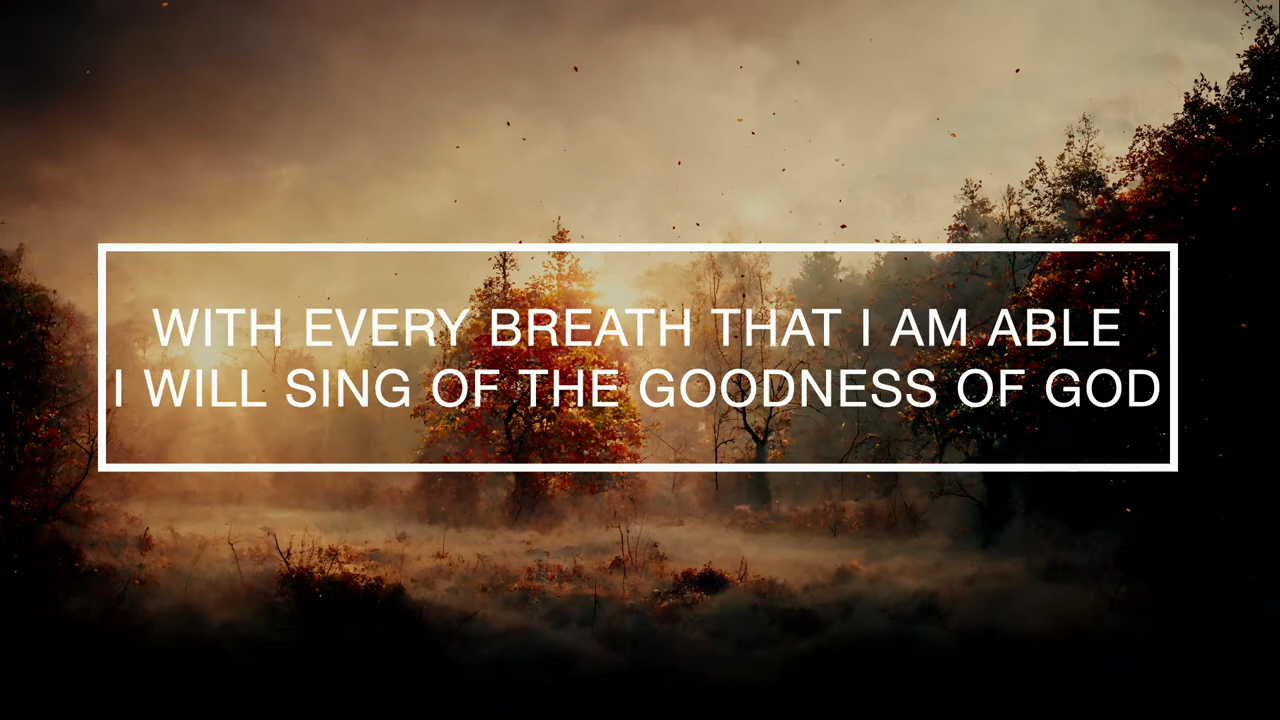 WITH EVERY BREATH THAT I AM ABLE
I WILL SING OF THE GOODNESS OF GOD